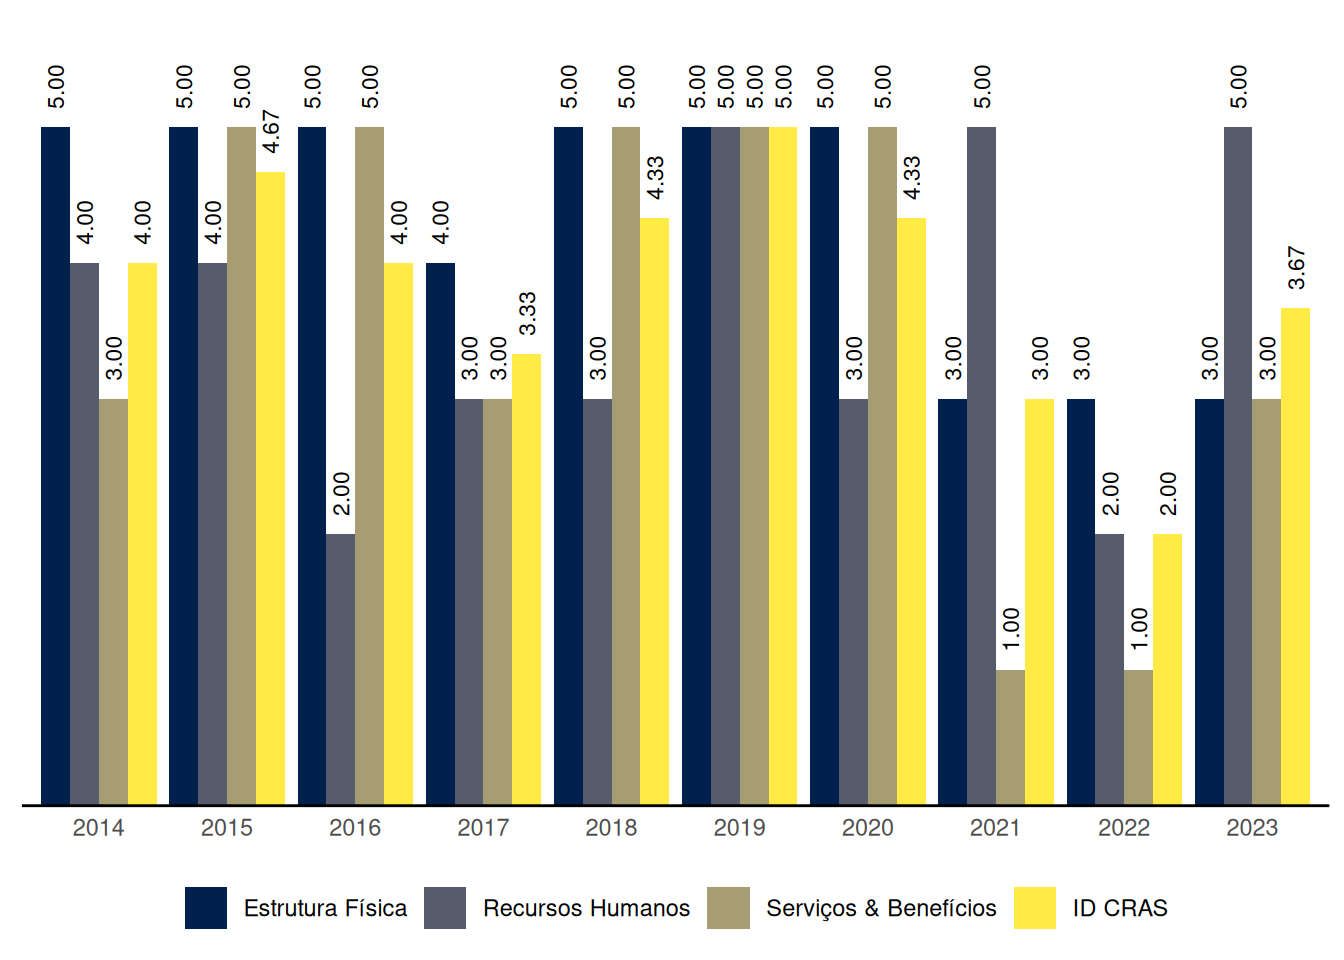 5.00 4.00 3.00 4.00 5.00 4.00 5.00 4.67 5.00 2.00 5.00 4.00 4.00 3.00 3.00 3.33 5.00 3.00 5.00 4.33 5.00 5.00 5.00 5.00 5.00 3.00 5.00 4.33 3.00 5.00 1.00 3.00 3.00 2.00 1.00 2.00 3.00 5.00 3.00 3.67
2014 2015 2016 2017 2018 2019 2020 2021 2022 2023
Estrutura Física Recursos Humanos Serviços & Benefícios ID CRAS